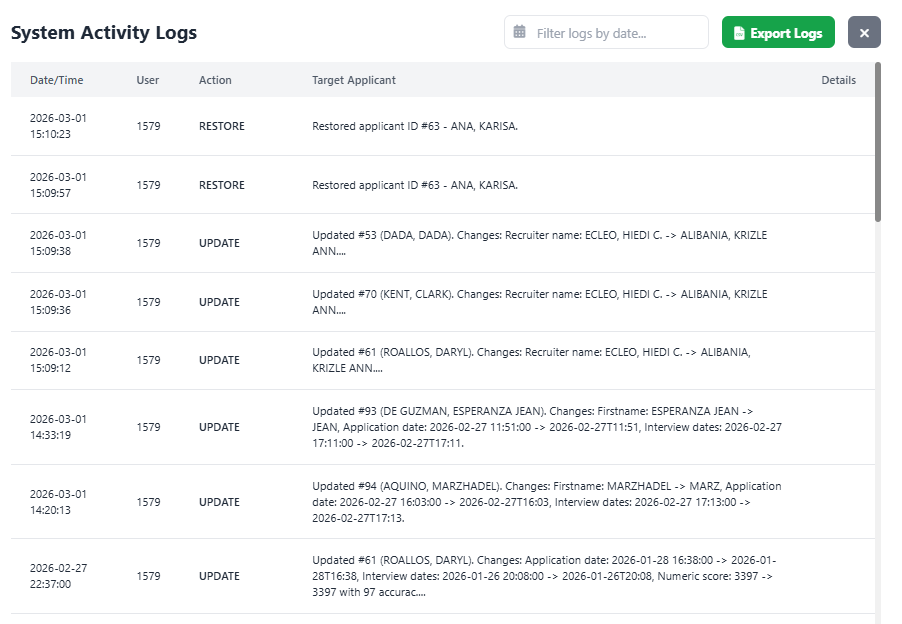 System Activity Logs
Filter logs by date...
Export Logs
Date/Time User Action Target Applicant Details
2026-03-01
15:10:23
1579
RESTORE
Restored applicant ID #63 - ANA, KARISA.
2026-03-01
15:09:57
1579
RESTORE
Restored applicant ID #63 - ANA, KARISA.
2026-03-01
15:09:38
1579
UPDATE
Updated #53 (DADA, DADA). Changes: Recruiter name: ECLEO, HIEDI C. -> ALIBANIA, KRIZLE
ANN....
2026-03-01
15:09:36
1579
UPDATE
Updated #70 (KENT, CLARK). Changes: Recruiter name: ECLEO, HIEDI C. -> ALIBANIA, KRIZLE
ANN....
2026-03-01
15:09:12
1579
UPDATE
Updated #61 (ROALLOS, DARYL). Changes: Recruiter name: ECLEO, HIEDI C. -> ALIBANIA,
KRIZLE ANN....
2026-03-01
14:33:19
1579
UPDATE
Updated #93 (DE GUZMAN, ESPERANZA JEAN). Changes: Firstname: ESPERANZA JEAN ->
JEAN, Application date: 2026-02-27 11:51:00 -> 2026-02-27T11:51, Interview dates: 2026-02-27
17:11:00 -> 2026-02-27T17:11.
2026-03-01
14:20:13
1579
UPDATE
Updated #94 (AQUINO, MARZHADEL). Changes: Firstname: MARZHADEL -> MARZ, Application
date: 2026-02-27 16:03:00 -> 2026-02-27T16:03, Interview dates: 2026-02-27 17:13:00 ->
2026-02-27T17:13.
2026-02-27
22:37:00
1579
UPDATE
Updated #61 (ROALLOS, DARYL). Changes: Application date: 2026-01-28 16:38:00 -> 2026-01-
28T16:38, Interview dates: 2026-01-26 20:08:00 -> 2026-01-26T20:08, Numeric score: 3397 ->
3397 with 97 accurac....